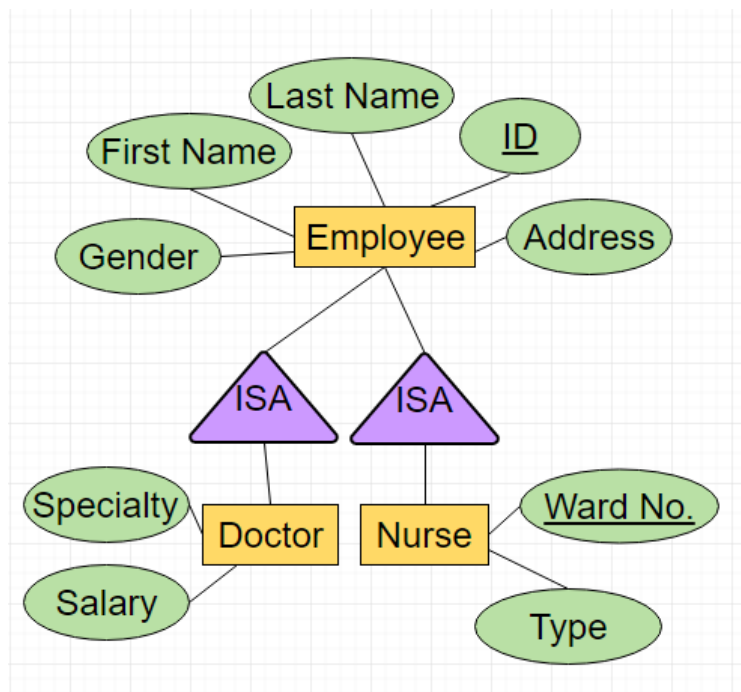 Last Name
ID
First Name
Employee
Address
Gender
ISA
ISA
Specialty
Ward No.
Doctor
Nurse
Salary
Type